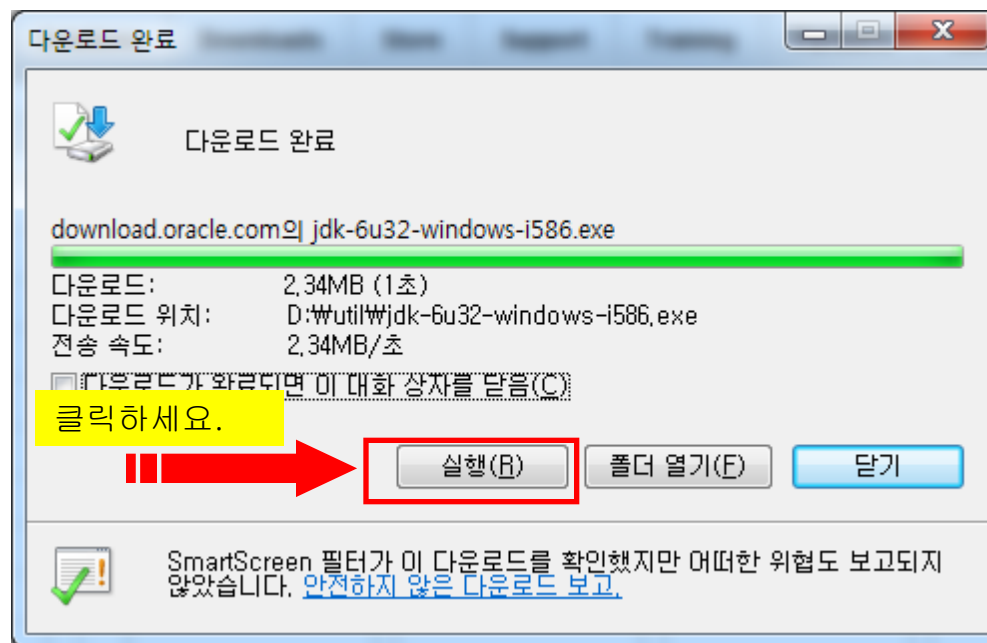 다운로드 완료
다운로드 완료
download.oracle.com의 jdk-6u32-windows-i586.exe
다운로드: 2,34MB (1초)
다운로드 위치: D:₩util₩jdk-6u32-windows-i586,exe
전송 속도: 2,34MB/초
다운로드가 완료되면 이 대화 상자를 닫음(C)
클릭하세요.
실행(R) 폴더 열기(F) 닫기
SmartScreen 필터가 이 다운로드를 확인했지만 어떠한 위협도 보고되지
않았습니다. 안전하지 않은 다운로드 보고.